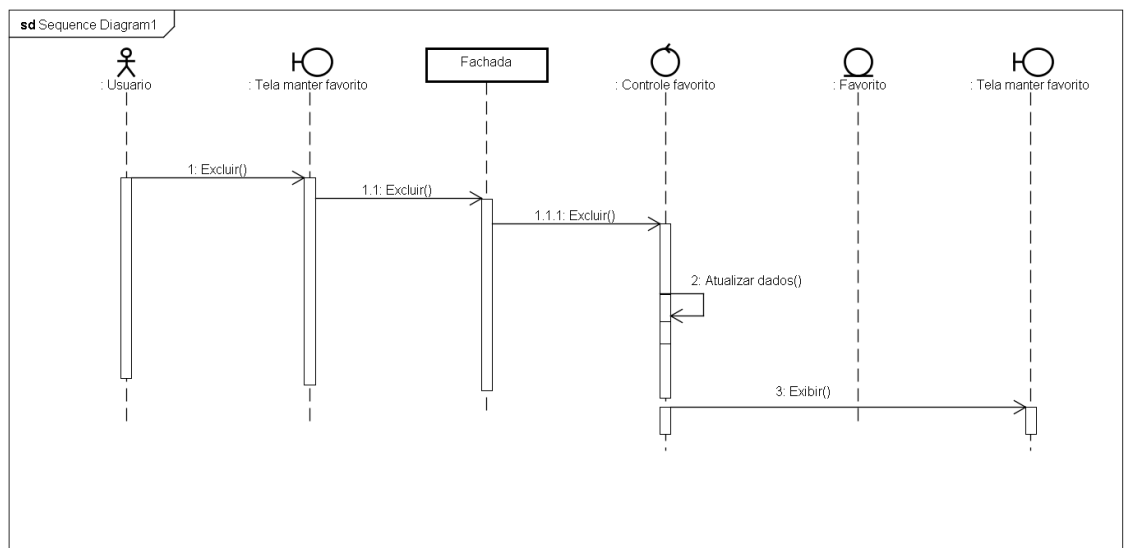 sd Sequence Diagram1
: Usuario
: Tela manter favorito
Fachada
: Controle favorito
: Favorito
: Tela manter favorito
1: Excluir()
1.1: Excluir()
1.1.1: Excluir()
2: Atualizar dados()
3: Exibir()